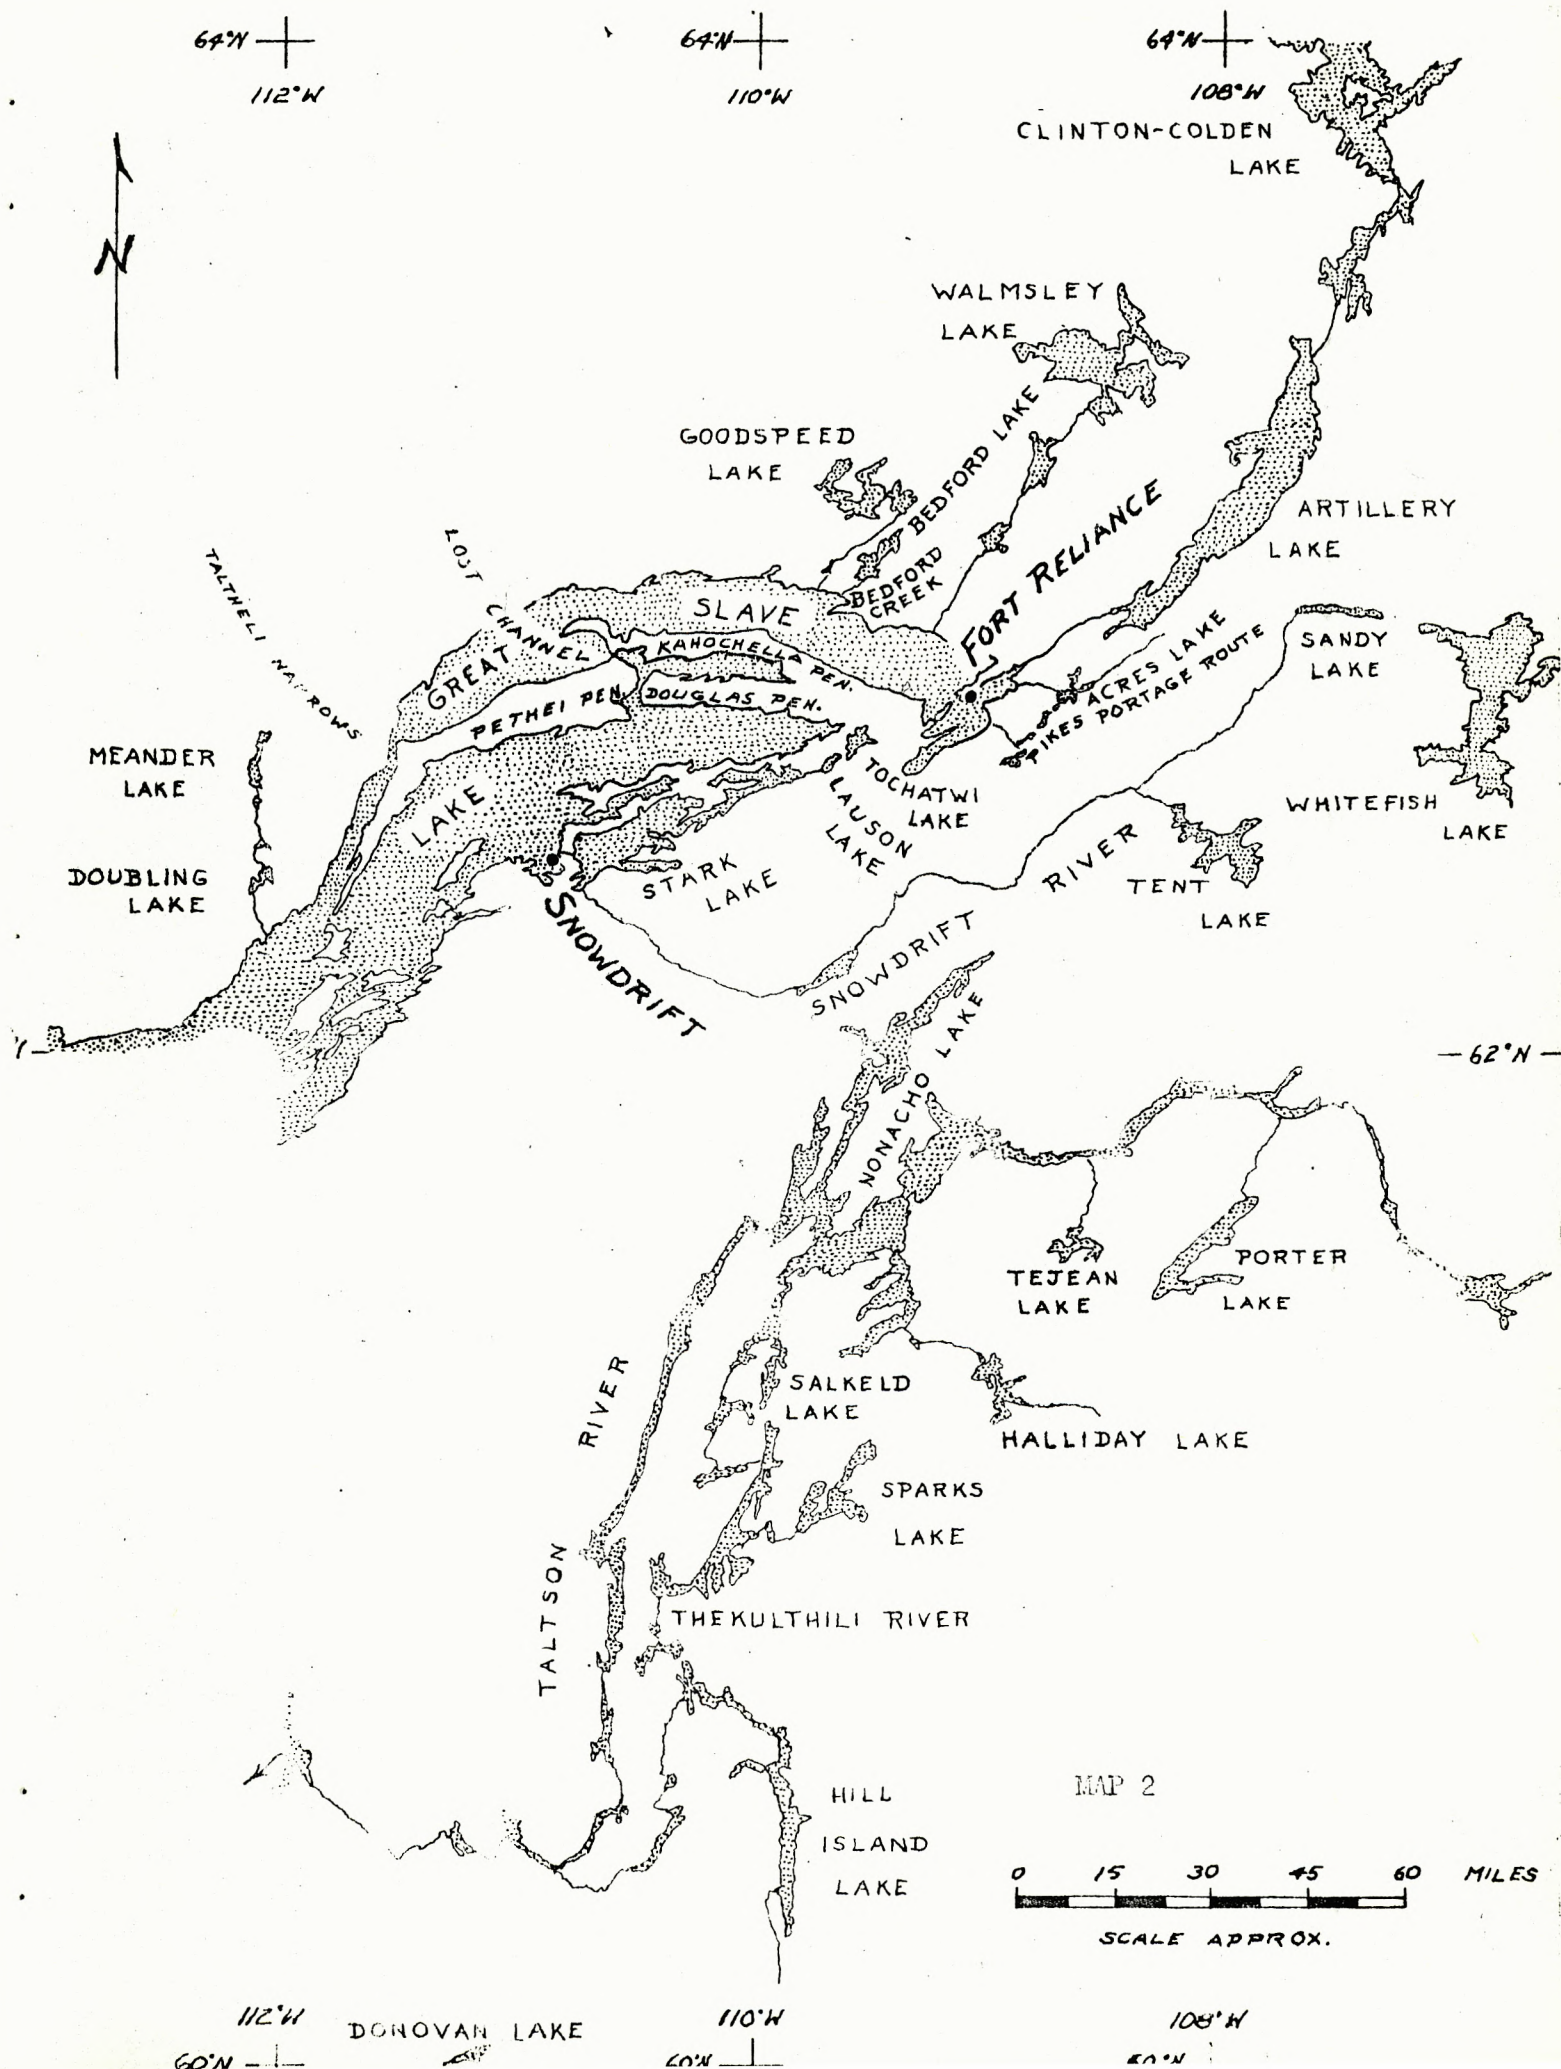 64°N
64°N
64°N
112°W
110°W
108°W
CLINTON-COLDEN
LAKE
N
WALMSLEY
LAKE
GOODSPEED
LAKE
BEDFORD LAKE
BEDFORD
CREEK
FORT RELIANCE
ARTILLERY
LAKE
TALTHELI NARROWS
LOST CHANNEL
GREAT
SLAVE
LAKE
KAHOCHELLA PEN.
PETHEI PEN.
DOUGLAS PEN.
ACRES LAKE
PIKES PORTAGE ROUTE
SANDY
LAKE
MEANDER
LAKE
DOUBLING
LAKE
TOCHATWI
LAKE
LAUSON
LAKE
STARK
LAKE
SNOWDRIFT
WHITEFISH
LAKE
TENT
LAKE
SNOWDRIFT RIVER
62°N
NONACHO LAKE
TEJEAN
LAKE
PORTER
LAKE
SALKELD
LAKE
HALLIDAY LAKE
SPARKS
LAKE
TALTSON RIVER
THEKULTHILI RIVER
HILL
ISLAND
LAKE
MAP 2
0 15 30 45 60 MILES
SCALE APPROX.
112°W
110°W
108°W
DONOVAN LAKE
60°N
60°N
60°N